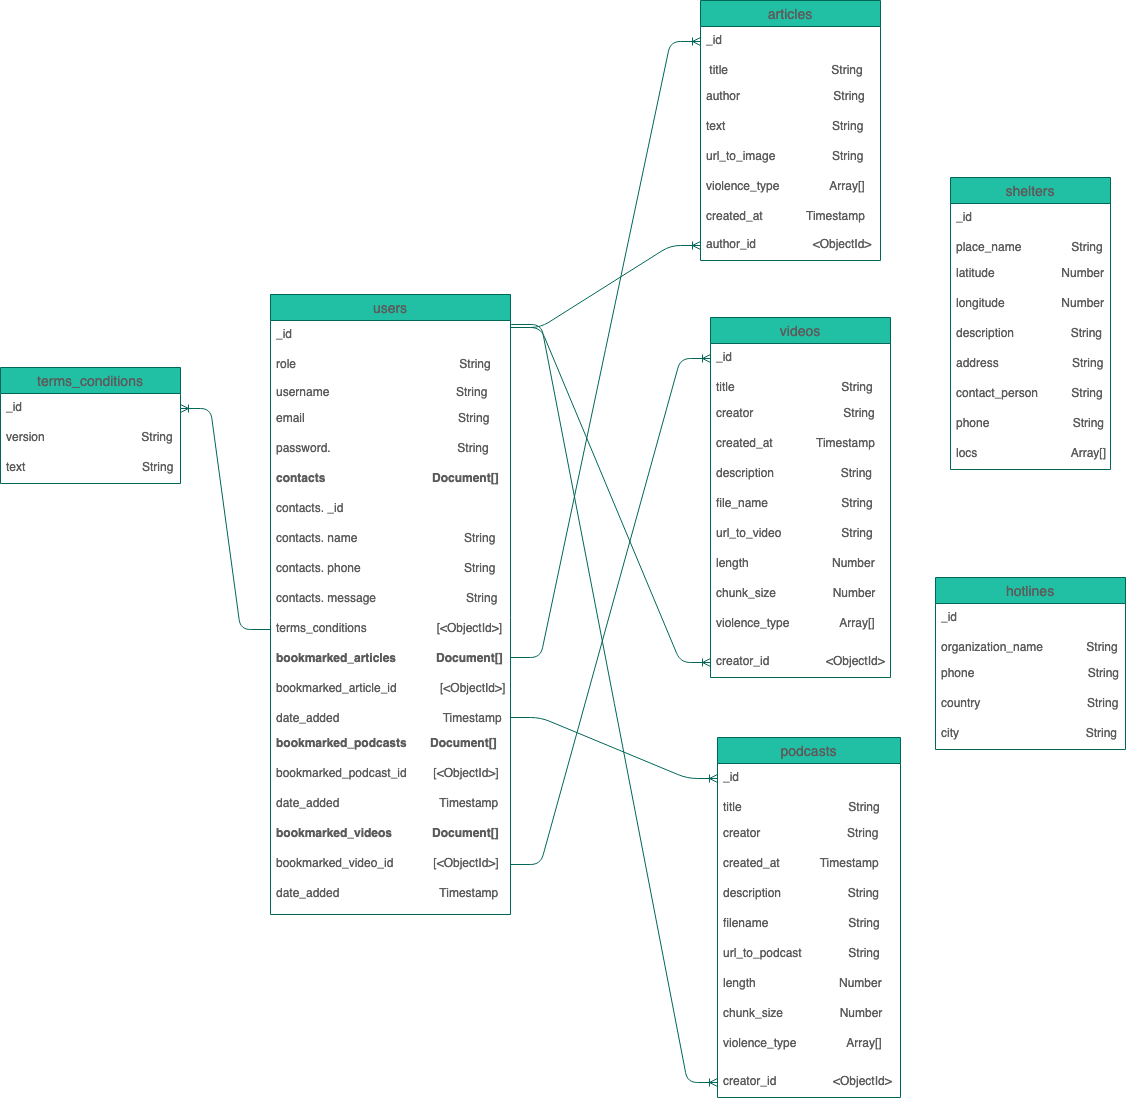 articles
_id
title String
author String
text String
url_to_image String
violence_type Array[]
created_at Timestamp
author_id <ObjectId>
shelters
_id
place_name String
latitude Number
longitude Number
description String
address String
contact_person String
phone String
locs Array[]
users
_id
role String
username String
email String
password. String
contacts Document[]
contacts. _id
contacts. name String
contacts. phone String
contacts. message String
terms_conditions [<ObjectId>]
bookmarked_articles Document[]
bookmarked_article_id [<ObjectId>]
date_added Timestamp
bookmarked_podcasts Document[]
bookmarked_podcast_id [<ObjectId>]
date_added Timestamp
bookmarked_videos Document[]
bookmarked_video_id [<ObjectId>]
date_added Timestamp
videos
_id
title String
creator String
created_at Timestamp
description String
file_name String
url_to_video String
length Number
chunk_size Number
violence_type Array[]
creator_id <ObjectId>
terms_conditions
_id
version String
text String
hotlines
_id
organization_name String
phone String
country String
city String
podcasts
_id
title String
creator String
created_at Timestamp
description String
filename String
url_to_podcast String
length Number
chunk_size Number
violence_type Array[]
creator_id <ObjectId>